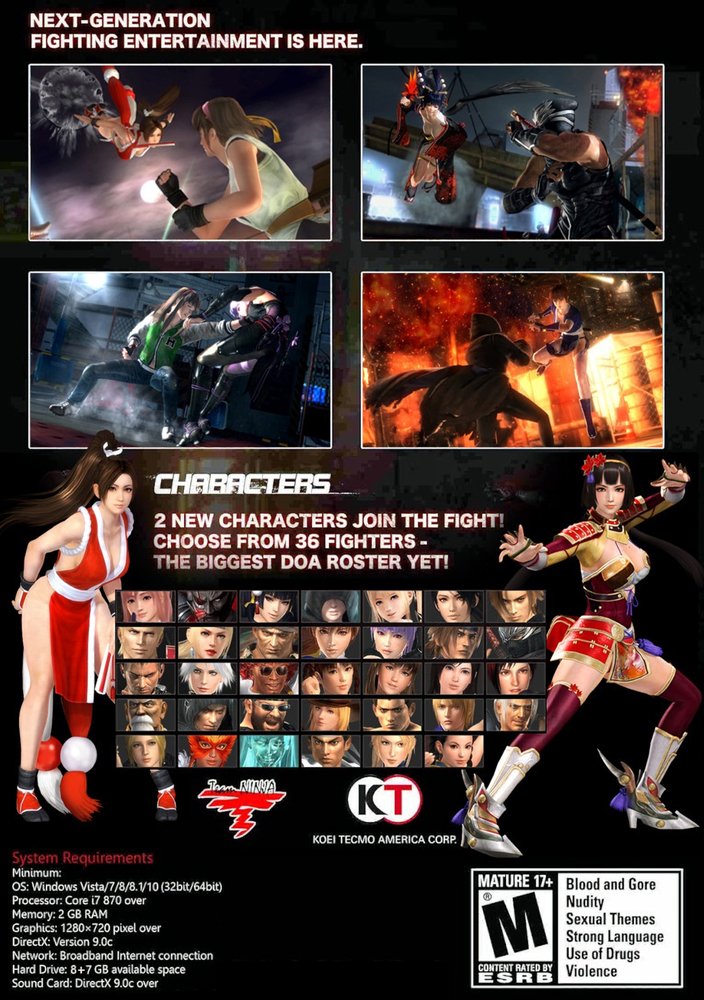 NEXT-GENERATION
FIGHTING ENTERTAINMENT IS HERE.
CHARACTERS
2 NEW CHARACTERS JOIN THE FIGHT!
CHOOSE FROM 36 FIGHTERS -
THE BIGGEST DOA ROSTER YET!
Team NINJA
KT
KOEI TECMO AMERICA CORP.
System Requirements
Minimum:
OS: Windows Vista/7/8/8.1/10 (32bit/64bit)
Processor: Core i7 870 over
Memory: 2 GB RAM
Graphics: 1280×720 pixel over
DirectX: Version 9.0c
Network: Broadband Internet connection
Hard Drive: 8+7 GB available space
Sound Card: DirectX 9.0c over
MATURE 17+
M
®
CONTENT RATED BY
ESRB
Blood and Gore
Nudity
Sexual Themes
Strong Language
Use of Drugs
Violence